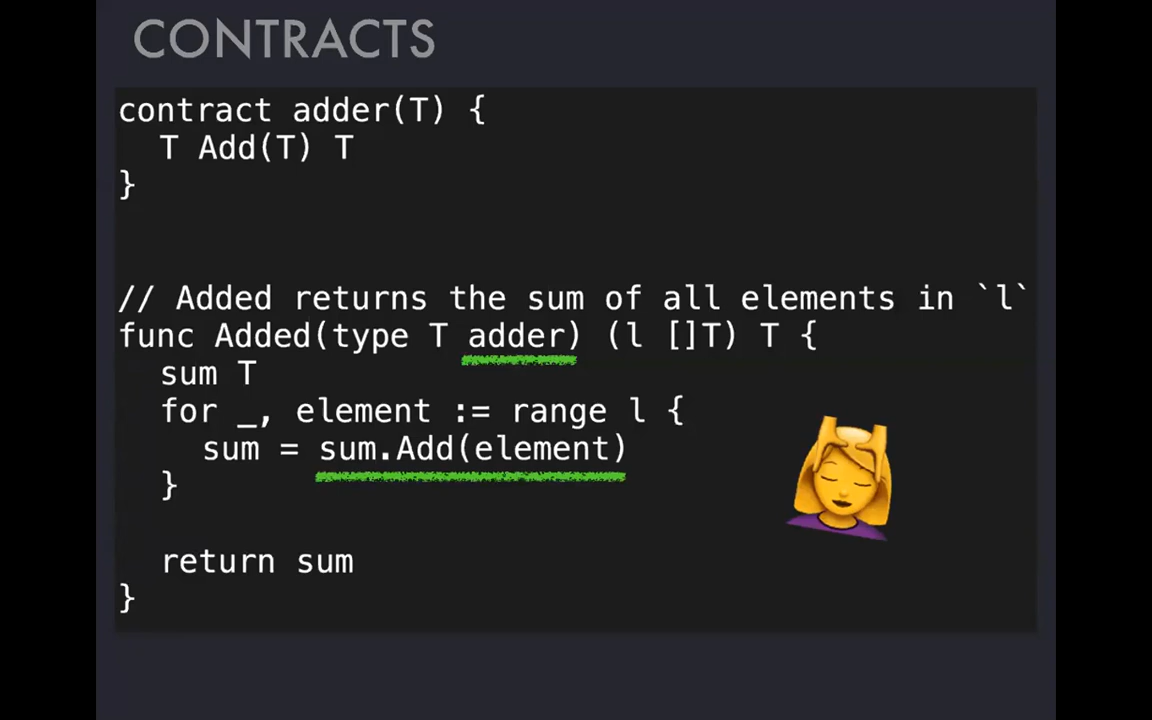 CONTRACTS
contract adder(T) {
T Add(T) T
}
// Added returns the sum of all elements in `l`
func Added(type T adder) (l []T) T {
sum T
for _, element := range l {
sum = sum.Add(element)
}
return sum
}